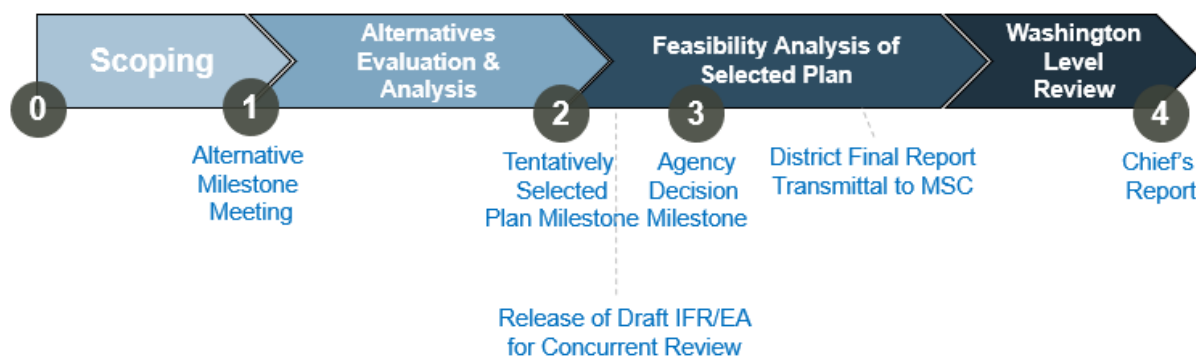 Scoping
Alternatives
Evaluation &
Analysis
Feasibility Analysis of
Selected Plan
Washington
Level
Review
0
1
2
3
4
Alternative
Milestone
Meeting
Tentatively
Selected
Plan Milestone
Agency
Decision
Milestone
District Final Report
Transmittal to MSC
Chief's
Report
Release of Draft IFR/EA
for Concurrent Review